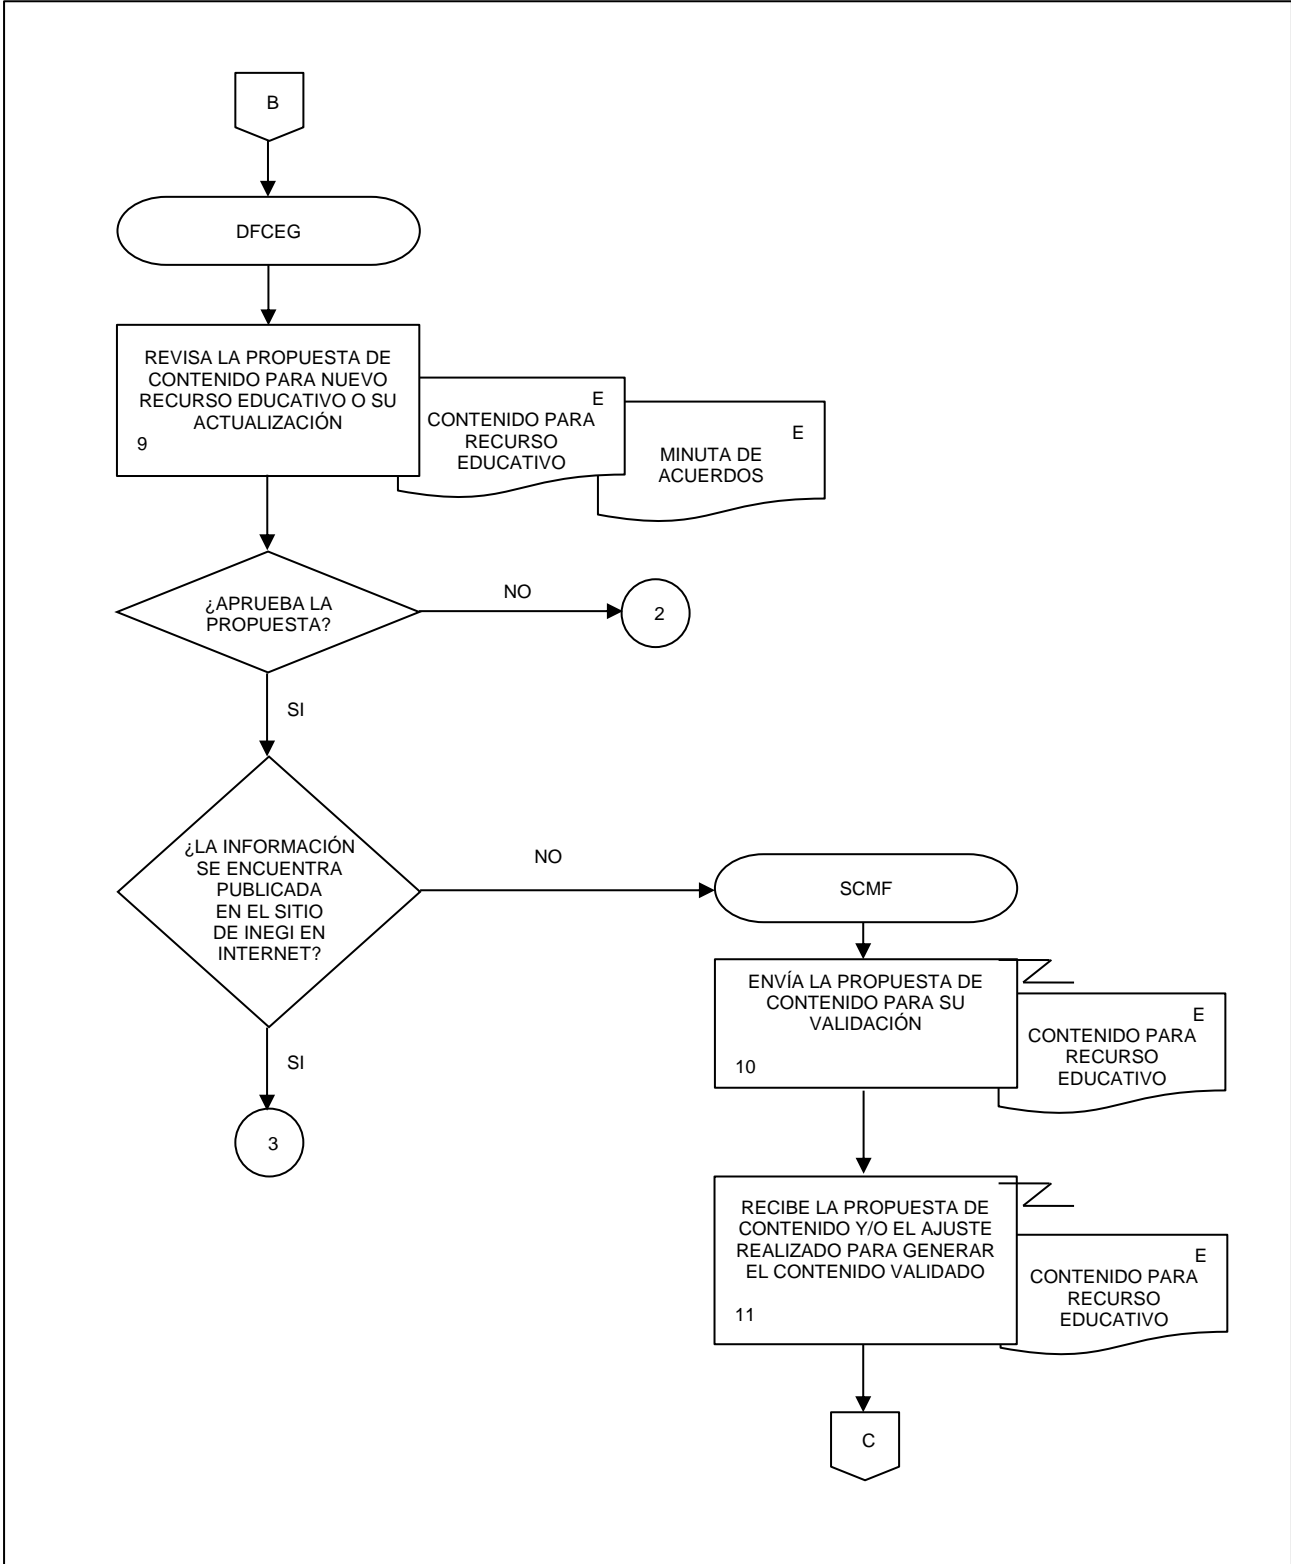 B
DFCEG
REVISA LA PROPUESTA DE
CONTENIDO PARA NUEVO
RECURSO EDUCATIVO O SU
ACTUALIZACIÓN
9
E
CONTENIDO PARA
RECURSO
EDUCATIVO
E
MINUTA DE
ACUERDOS
¿APRUEBA LA
PROPUESTA?
NO
2
SI
¿LA INFORMACIÓN
SE ENCUENTRA
PUBLICADA
EN EL SITIO
DE INEGI EN
INTERNET?
NO
SCMF
ENVÍA LA PROPUESTA DE
CONTENIDO PARA SU
VALIDACIÓN
10
E
CONTENIDO PARA
RECURSO
EDUCATIVO
SI
3
RECIBE LA PROPUESTA DE
CONTENIDO Y/O EL AJUSTE
REALIZADO PARA GENERAR
EL CONTENIDO VALIDADO
11
E
CONTENIDO PARA
RECURSO
EDUCATIVO
C